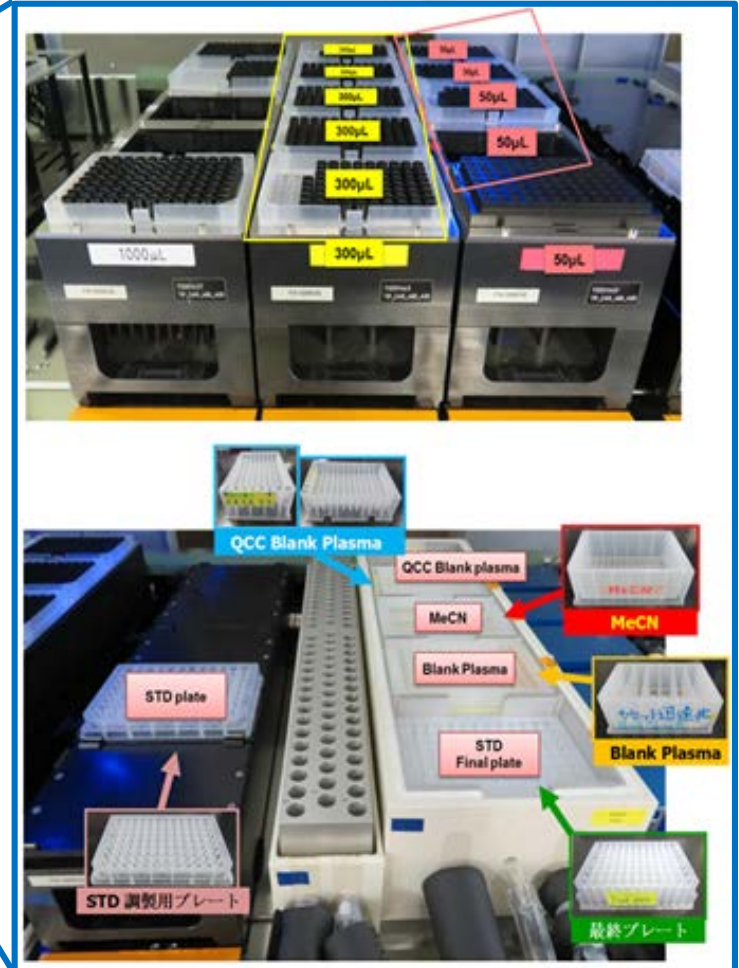 300µL
50µL
300µL
50µL
300µL
1000µL
300µL
50µL
QCC Blank Plasma
QCC Blank plasma
MeCN
MeCN
MeCN
Blank Plasma
STD plate
Blank Plasma
STD
Final plate
STD 調製用プレート
最終プレート